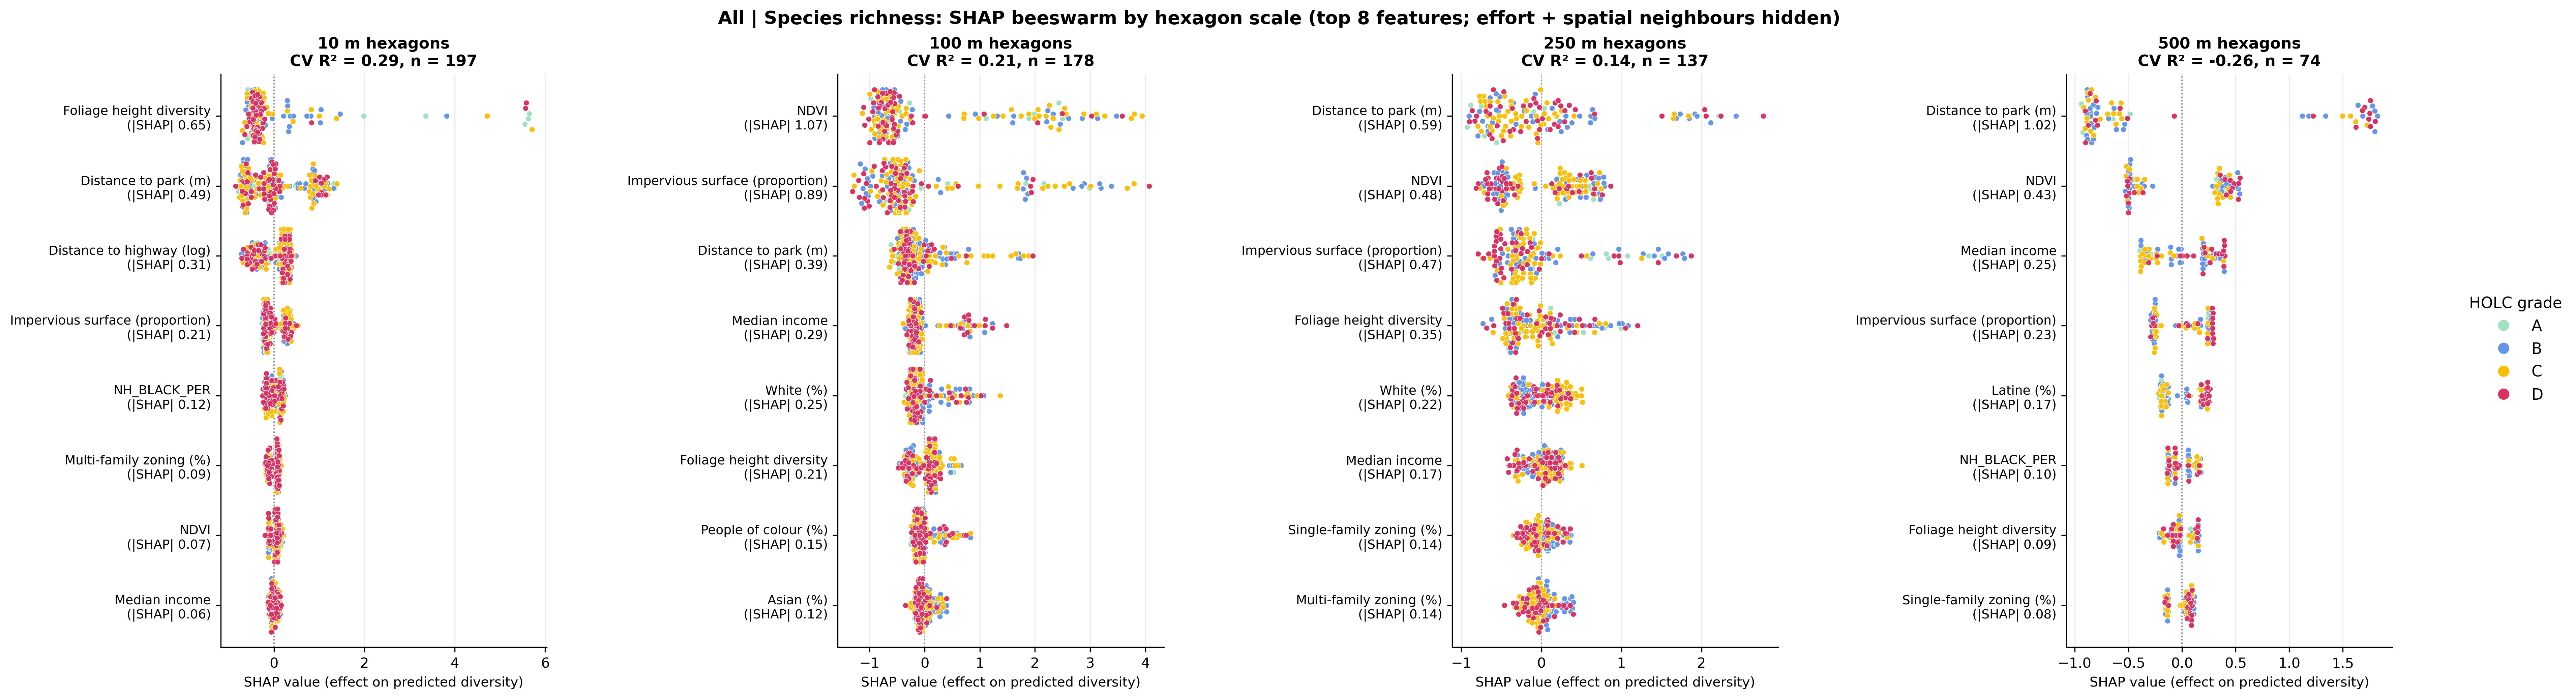 All | Species richness: SHAP beeswarm by hexagon scale (top 8 features; effort + spatial neighbours hidden)
10 m hexagons
CV R² = 0.29, n = 197
Foliage height diversity
(|SHAP| 0.65)
Distance to park (m)
(|SHAP| 0.49)
Distance to highway (log)
(|SHAP| 0.31)
Impervious surface (proportion)
(|SHAP| 0.21)
NH_BLACK_PER
(|SHAP| 0.12)
Multi-family zoning (%)
(|SHAP| 0.09)
NDVI
(|SHAP| 0.07)
Median income
(|SHAP| 0.06)
0 2 4 6
SHAP value (effect on predicted diversity)
100 m hexagons
CV R² = 0.21, n = 178
NDVI
(|SHAP| 1.07)
Impervious surface (proportion)
(|SHAP| 0.89)
Distance to park (m)
(|SHAP| 0.39)
Median income
(|SHAP| 0.29)
White (%)
(|SHAP| 0.25)
Foliage height diversity
(|SHAP| 0.21)
People of colour (%)
(|SHAP| 0.15)
Asian (%)
(|SHAP| 0.12)
−1 0 1 2 3 4
SHAP value (effect on predicted diversity)
250 m hexagons
CV R² = 0.14, n = 137
Distance to park (m)
(|SHAP| 0.59)
NDVI
(|SHAP| 0.48)
Impervious surface (proportion)
(|SHAP| 0.47)
Foliage height diversity
(|SHAP| 0.35)
White (%)
(|SHAP| 0.22)
Median income
(|SHAP| 0.17)
Single-family zoning (%)
(|SHAP| 0.14)
Multi-family zoning (%)
(|SHAP| 0.14)
−1 0 1 2
SHAP value (effect on predicted diversity)
500 m hexagons
CV R² = -0.26, n = 74
Distance to park (m)
(|SHAP| 1.02)
NDVI
(|SHAP| 0.43)
Median income
(|SHAP| 0.25)
Impervious surface (proportion)
(|SHAP| 0.23)
Latine (%)
(|SHAP| 0.17)
NH_BLACK_PER
(|SHAP| 0.10)
Foliage height diversity
(|SHAP| 0.09)
Single-family zoning (%)
(|SHAP| 0.08)
−1.0 −0.5 0.0 0.5 1.0 1.5
SHAP value (effect on predicted diversity)
HOLC grade
A
B
C
D